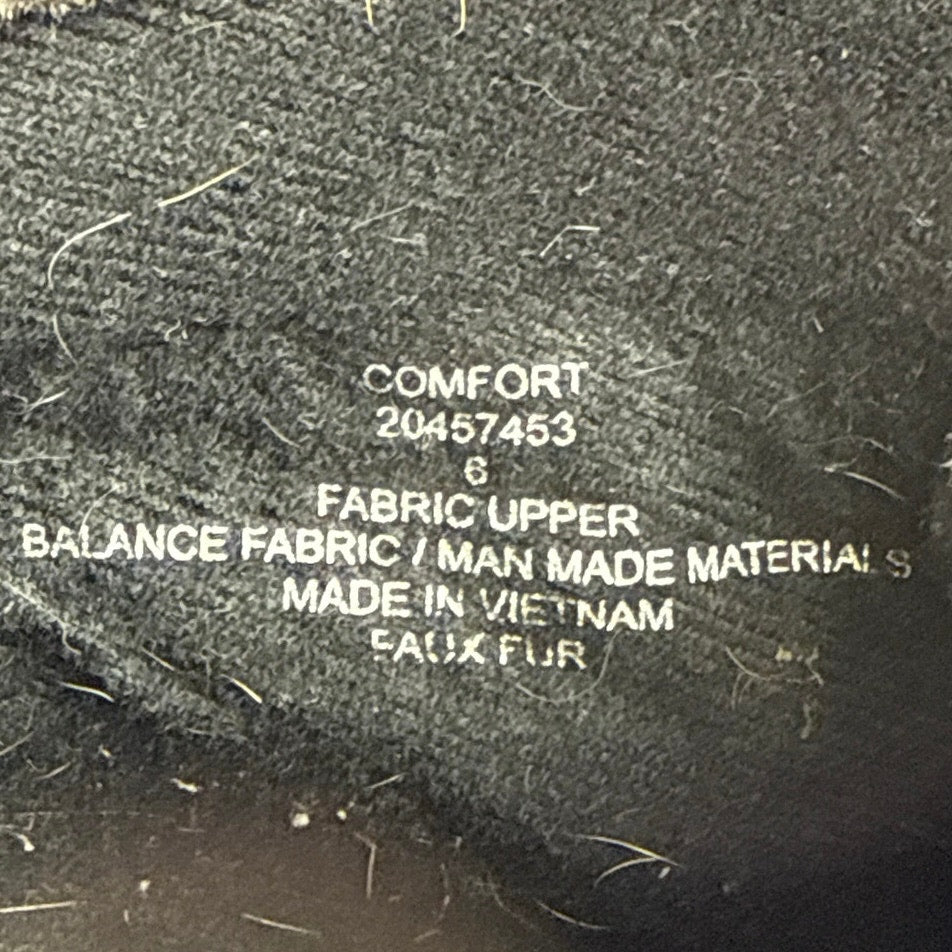 COMFORT
20457453
6
FABRIC UPPER
BALANCE FABRIC / MAN MADE MATERIALS
MADE IN VIETNAM
FAUX FUR